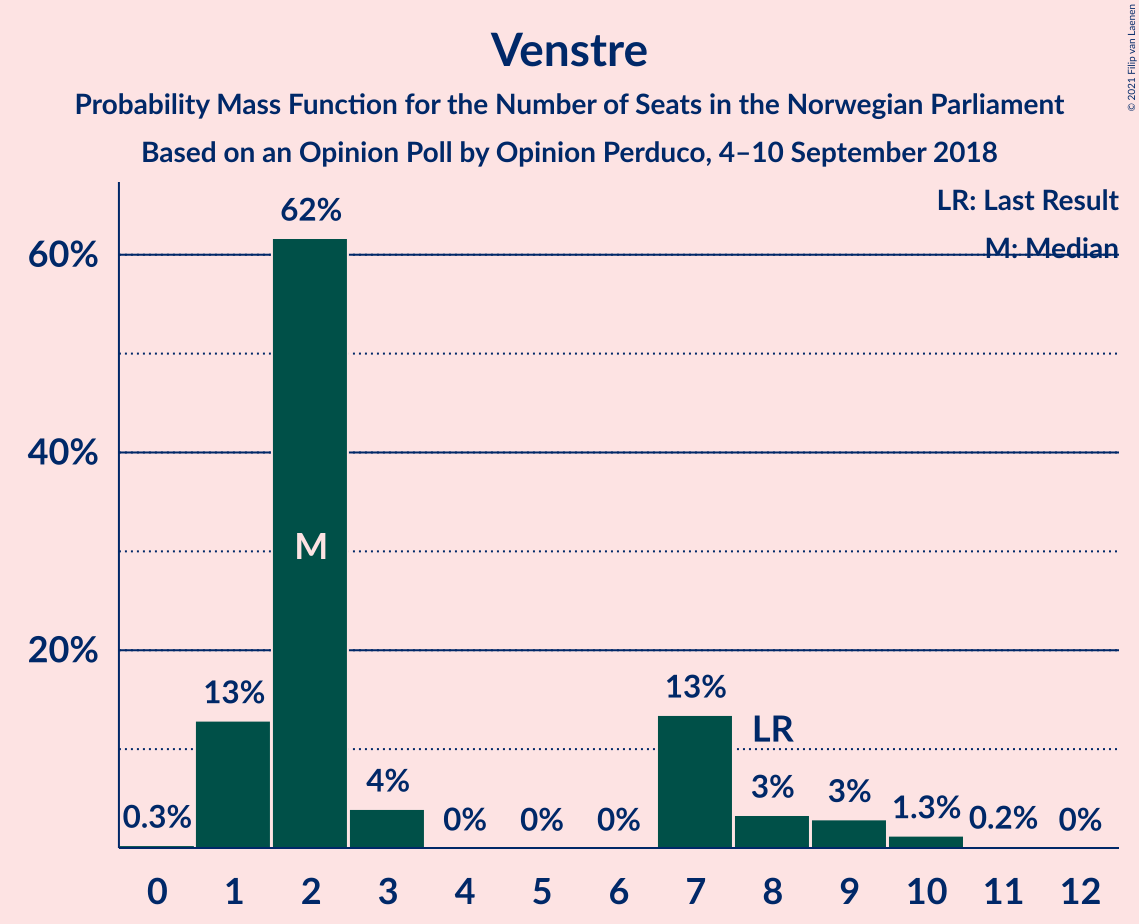 Venstre
Probability Mass Function for the Number of Seats in the Norwegian Parliament
Based on an Opinion Poll by Opinion Perduco, 4–10 September 2018
© 2021 Filip van Laenen
LR: Last Result
M: Median
60%
40%
20%
0.3%
13%
62%
M
4%
0%
0%
0%
13%
LR
3%
3%
1.3%
0.2%
0%
0 1 2 3 4 5 6 7 8 9 10 11 12